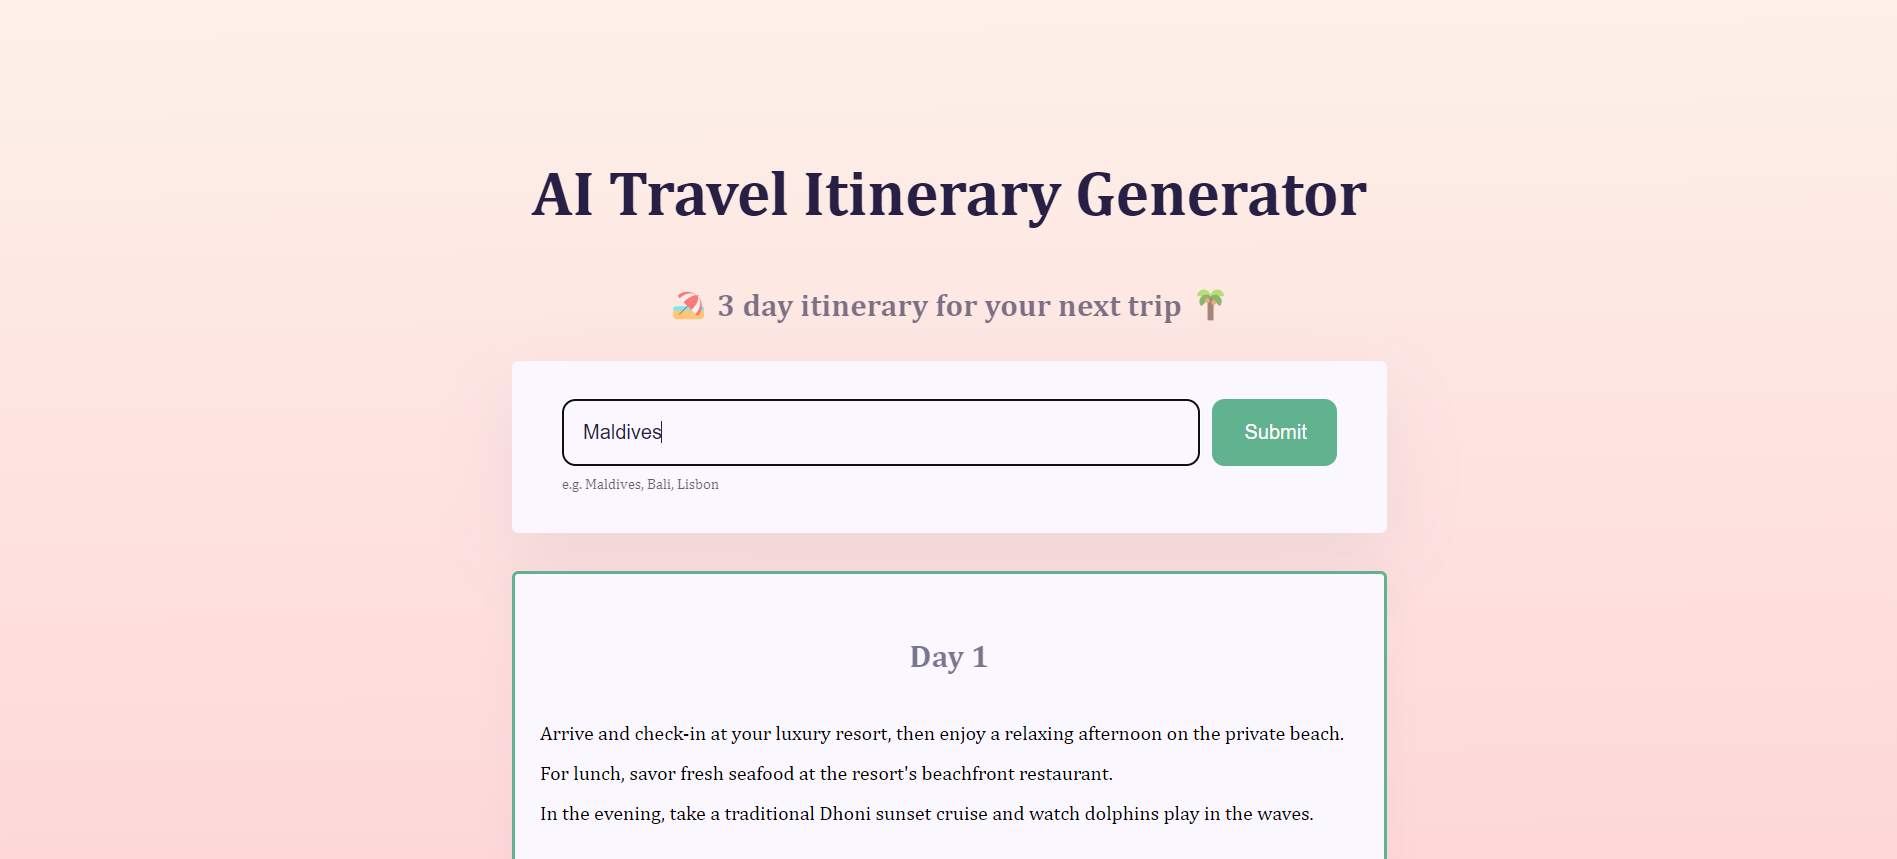 AI Travel Itinerary Generator
🏖️ 3 day itinerary for your next trip 🌴
Maldives
Submit
e.g. Maldives, Bali, Lisbon
Day 1
Arrive and check-in at your luxury resort, then enjoy a relaxing afternoon on the private beach.
For lunch, savor fresh seafood at the resort's beachfront restaurant.
In the evening, take a traditional Dhoni sunset cruise and watch dolphins play in the waves.